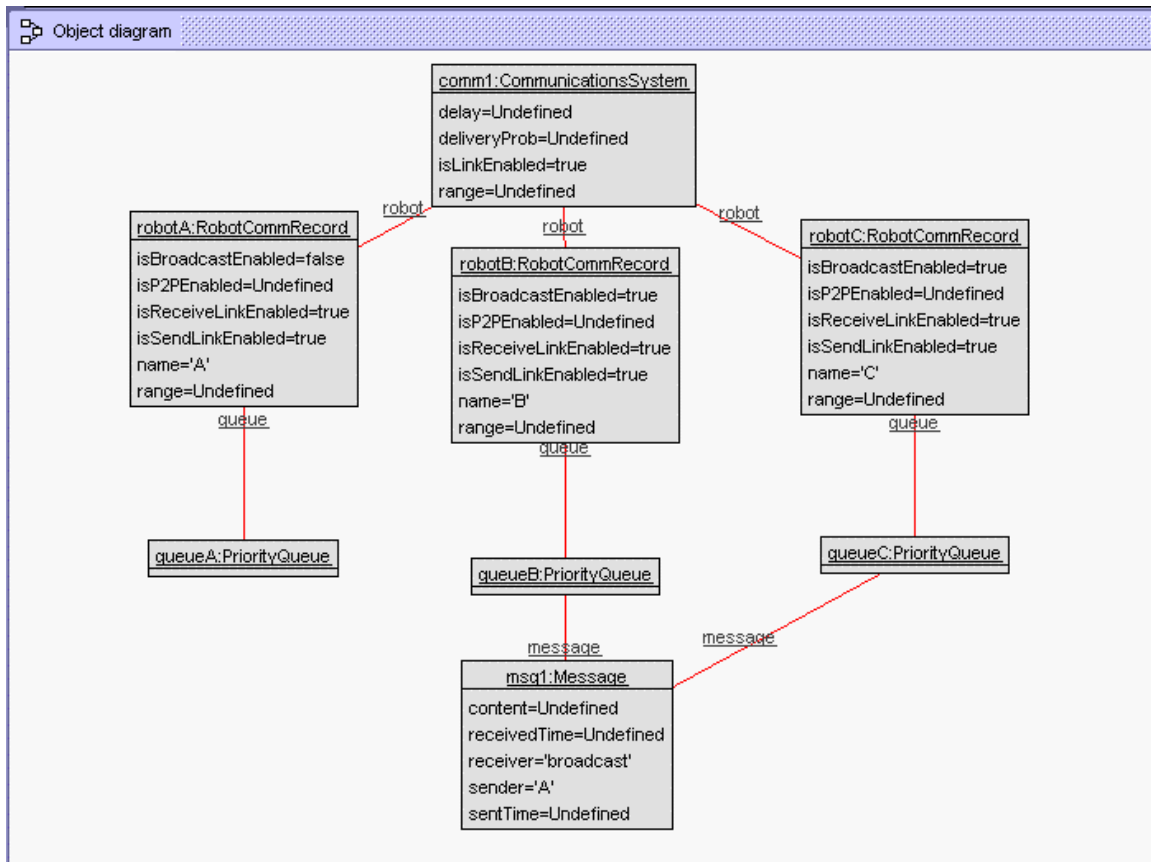 Object diagram
comm1:CommunicationsSystem
delay=Undefined
deliveryProb=Undefined
isLinkEnabled=true
range=Undefined
robot
robot
robot
robotA:RobotCommRecord
isBroadcastEnabled=false
isP2PEnabled=Undefined
isReceiveLinkEnabled=true
isSendLinkEnabled=true
name='A'
range=Undefined
robotB:RobotCommRecord
isBroadcastEnabled=true
isP2PEnabled=Undefined
isReceiveLinkEnabled=true
isSendLinkEnabled=true
name='B'
range=Undefined
robotC:RobotCommRecord
isBroadcastEnabled=true
isP2PEnabled=Undefined
isReceiveLinkEnabled=true
isSendLinkEnabled=true
name='C'
range=Undefined
queue
queue
queue
queueA:PriorityQueue
queueB:PriorityQueue
queueC:PriorityQueue
message
message
msg1:Message
content=Undefined
receivedTime=Undefined
receiver='broadcast'
sender='A'
sentTime=Undefined